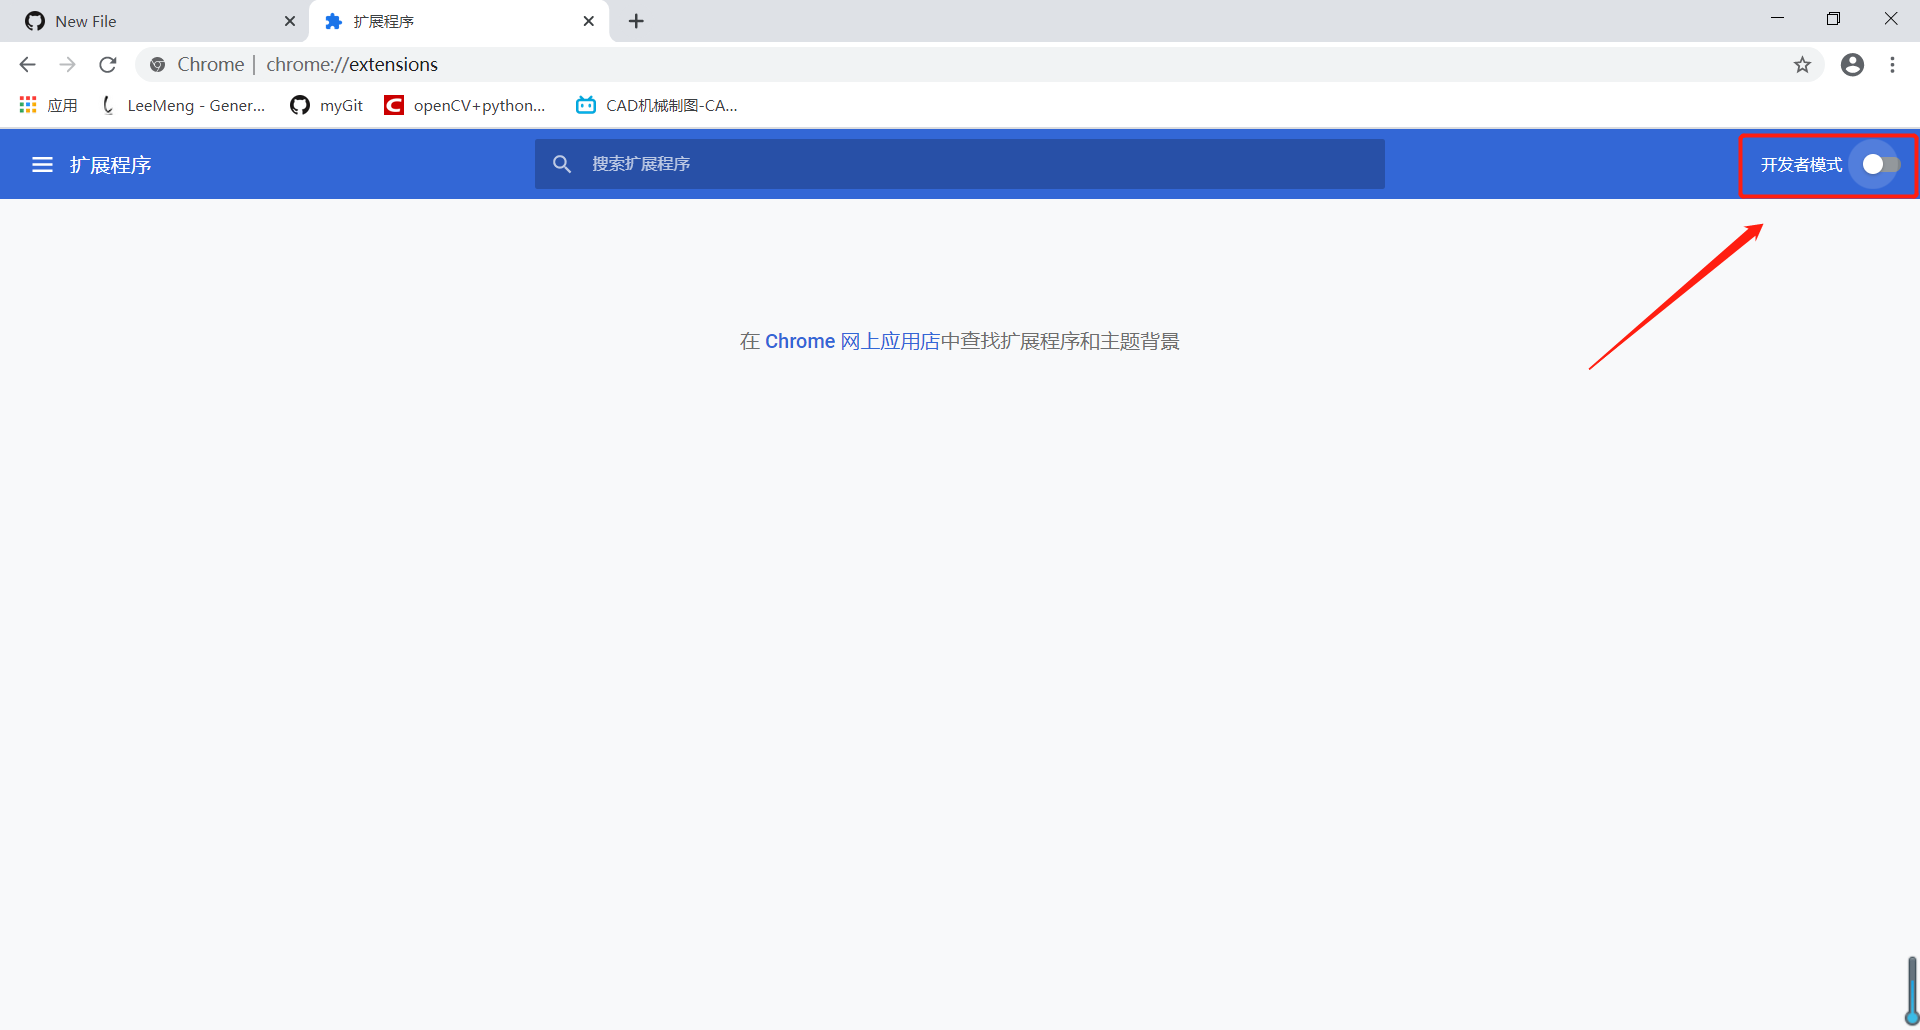 New File
扩展程序
Chrome | chrome://extensions
应用
LeeMeng - Gener...
myGit
openCV+python...
CAD机械制图-CA...
扩展程序
搜索扩展程序
开发者模式
在 Chrome 网上应用店中查找扩展程序和主题背景